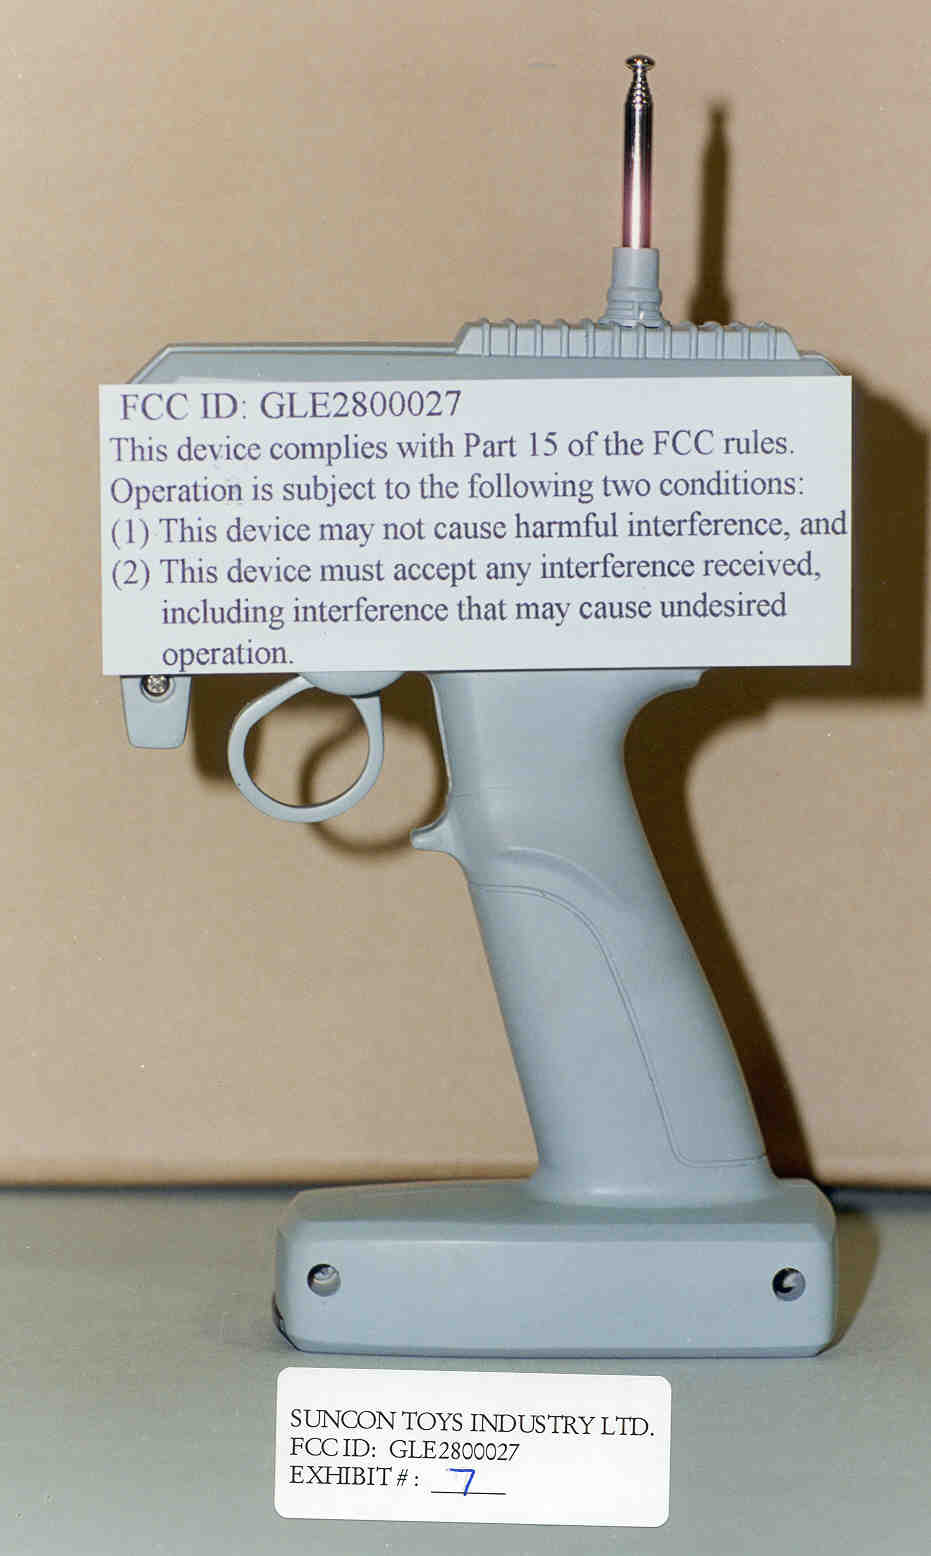 FCC ID: GLE2800027
This device complies with Part 15 of the FCC rules.
Operation is subject to the following two conditions:
(1) This device may not cause harmful interference, and
(2) This device must accept any interference received,
including interference that may cause undesired
operation.
SUNCON TOYS INDUSTRY LTD.
FCC ID: GLE2800027
EXHIBIT # : 7